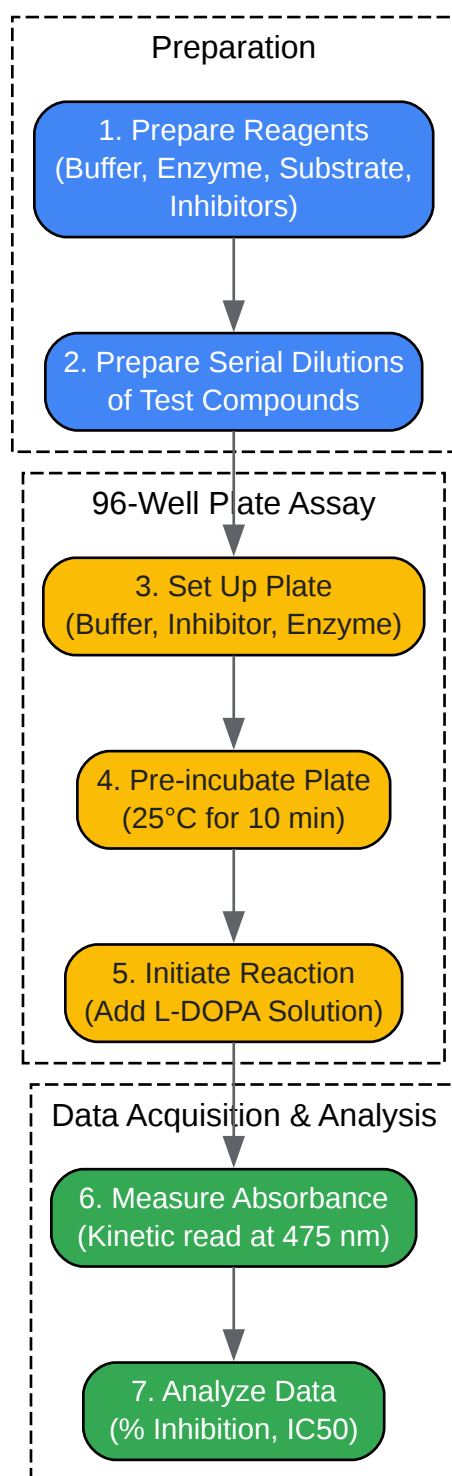 Preparation
1. Prepare Reagents
(Buffer, Enzyme, Substrate,
Inhibitors)
2. Prepare Serial Dilutions
of Test Compounds
96-Well Plate Assay
3. Set Up Plate
(Buffer, Inhibitor, Enzyme)
4. Pre-incubate Plate
(25°C for 10 min)
5. Initiate Reaction
(Add L-DOPA Solution)
Data Acquisition & Analysis
6. Measure Absorbance
(Kinetic read at 475 nm)
7. Analyze Data
(% Inhibition, IC50)